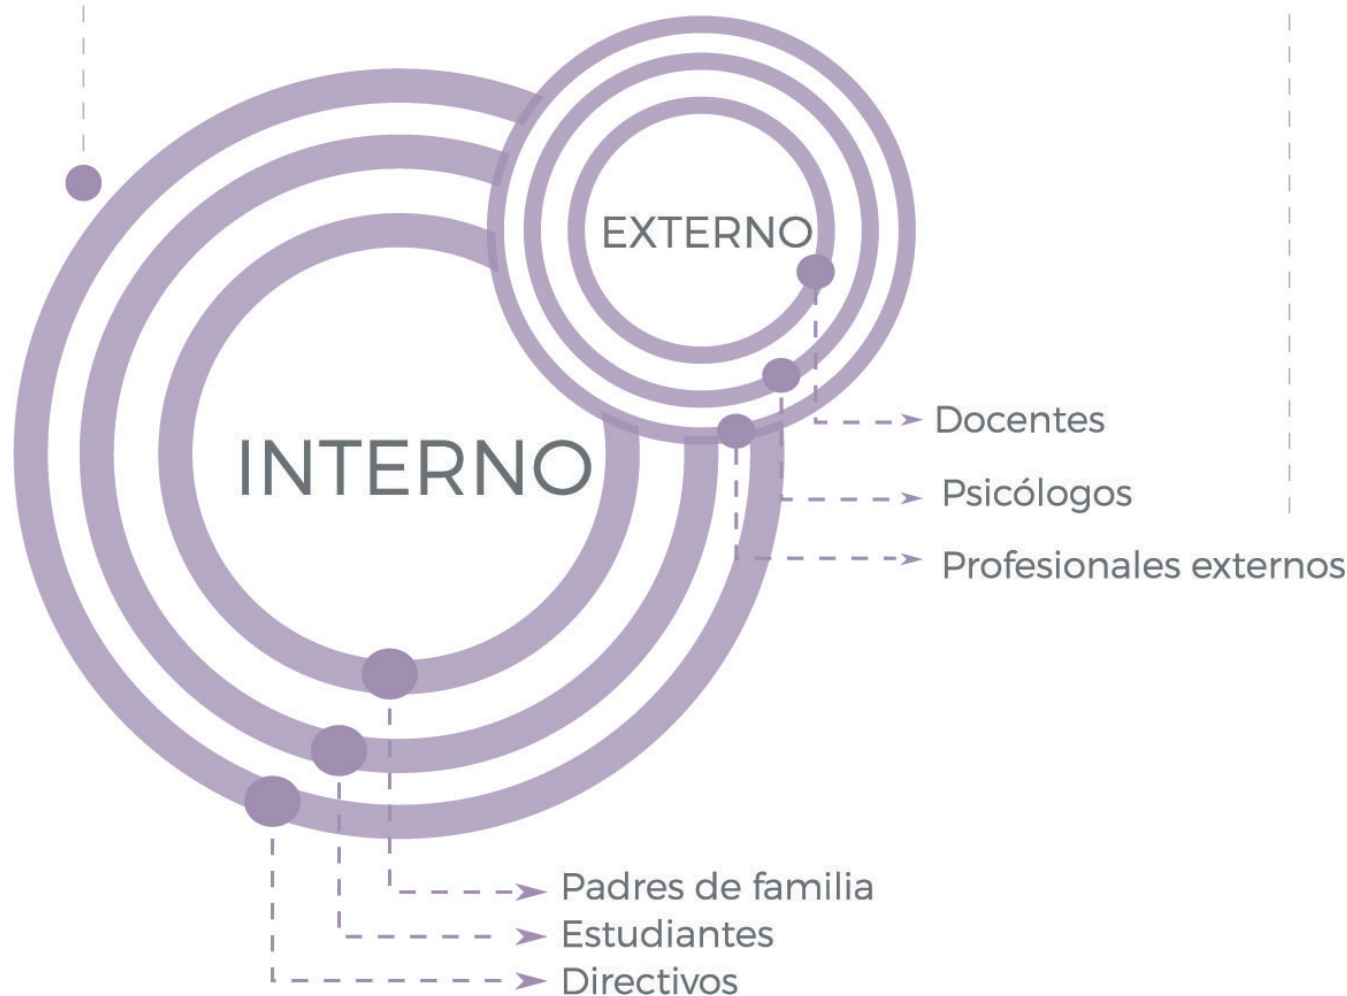 EXTERNO
INTERNO
Docentes
Psicólogos
Profesionales externos
Padres de familia
Estudiantes
Directivos